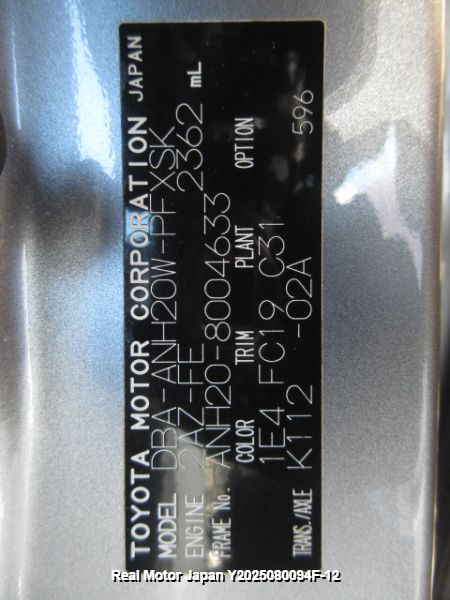 TOYOTA MOTOR CORPORATION JAPAN
MODEL DBA-ANH20W-PFXSK
ENGINE 2AZ-FE 2362 mL
FRAME No. ANH20-8004633
COLOR TRIM PLANT OPTION
1E4 FC19 C31
TRANS./AXLE K112 -02A 596
Real Motor Japan Y2025080094F-12